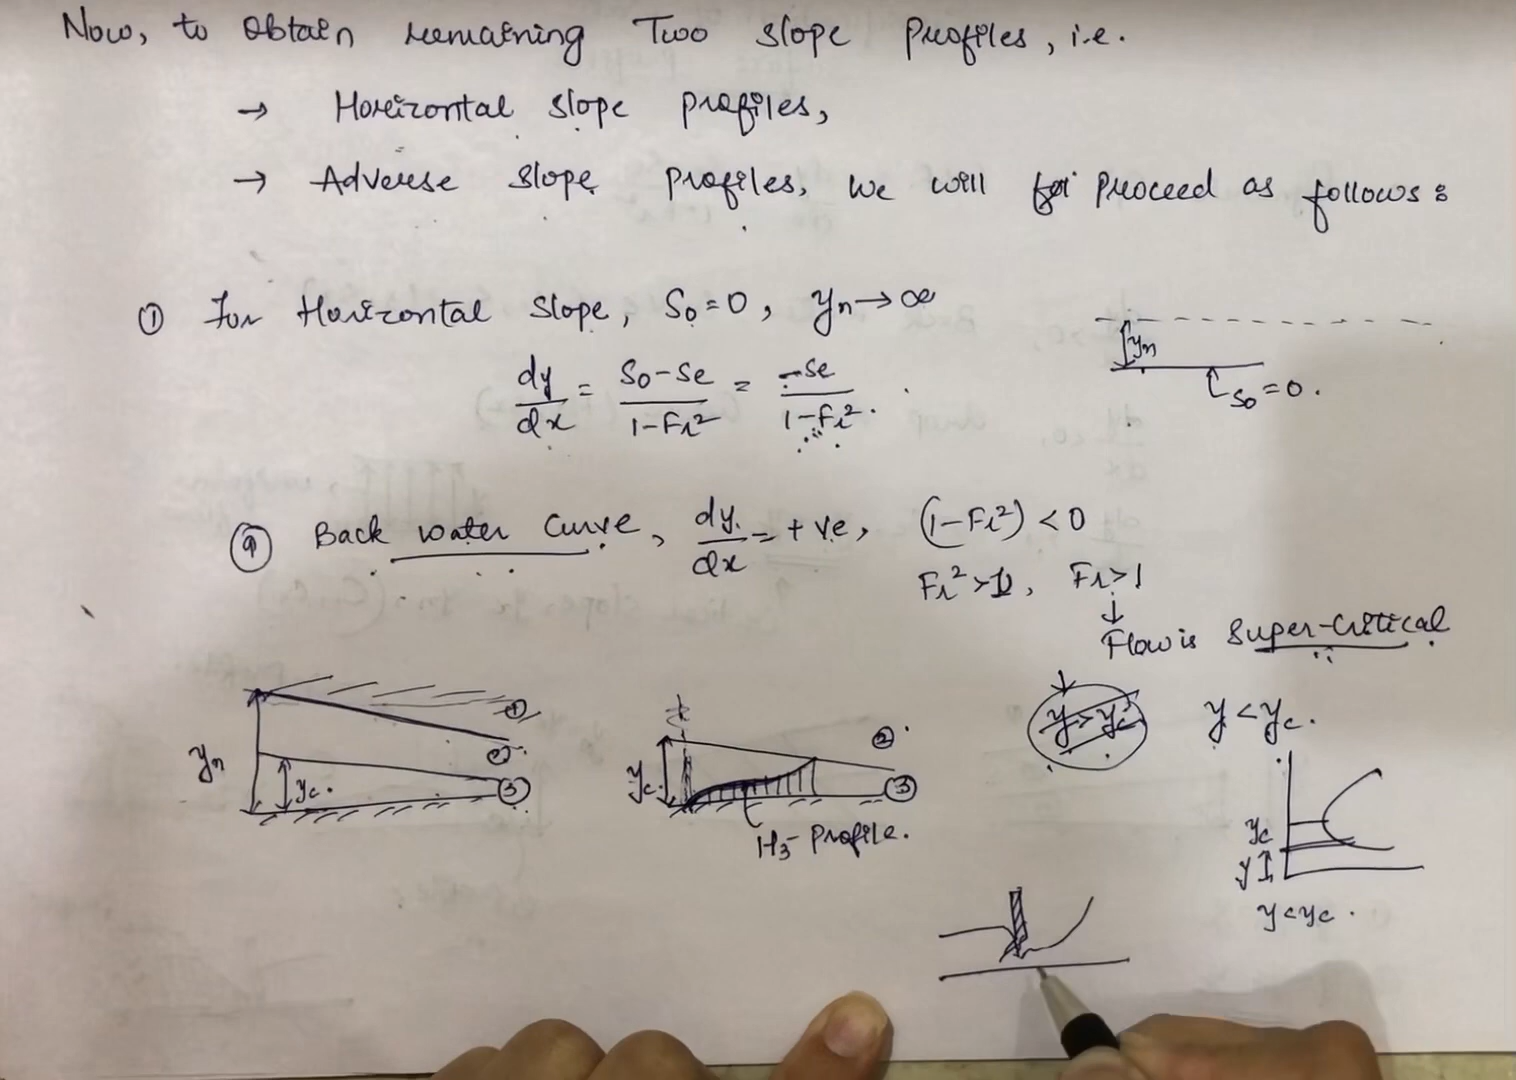 Now, to obtain remaining Two slope profiles, i.e.
→ Horizontal slope profiles,
→ Adverse slope profiles, we will proceed as follows:
① For Horizontal slope, S₀=0, yₙ→∞
yₙ
S₀=0.
dy/dx = S₀-Se/1-Fr² = -Se/1-Fr².
ⓐ Back water curve, dy/dx = +ve, (1-Fr²) < 0
Fr²>1, Fr>1
↓
Flow is Super-critical
↓
y>yc y<yc.
yₙ yc. ① ② ③
yc. ② ③
H₃-profile.
yc
y
y<yc.